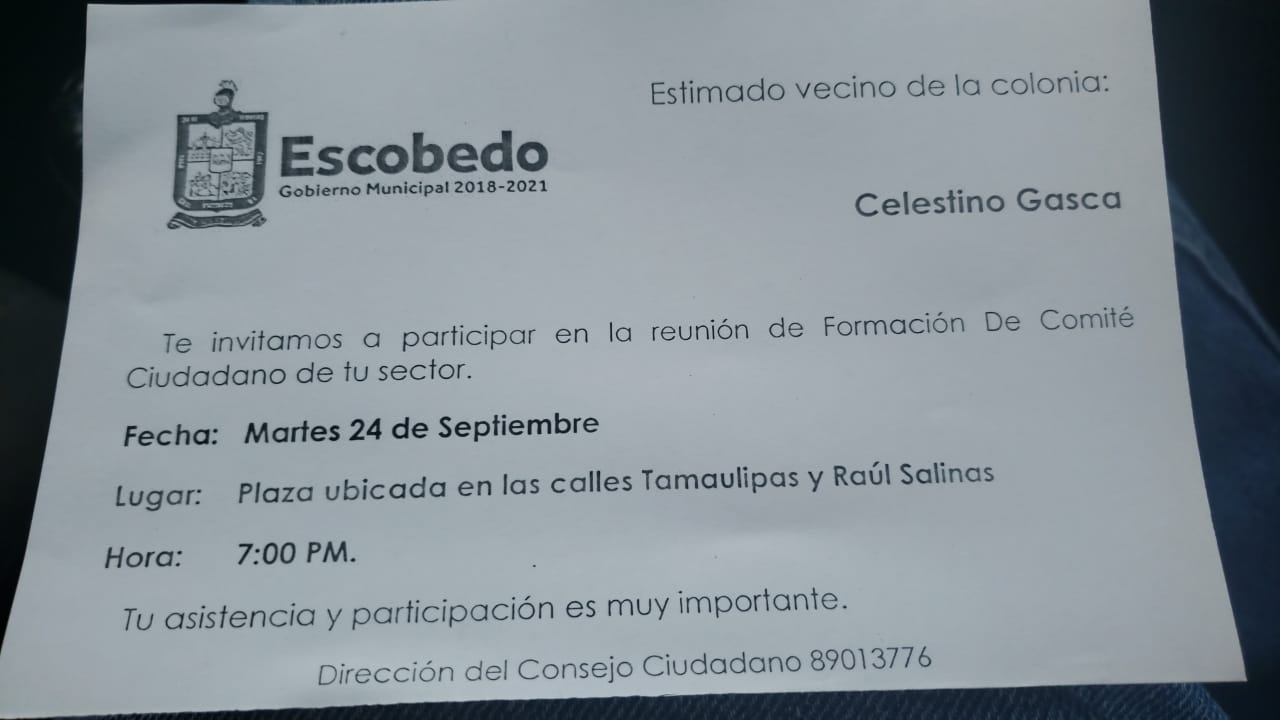 Estimado vecino de la colonia:
Escobedo
Gobierno Municipal 2018-2021
Celestino Gasca
Te invitamos a participar en la reunión de Formación De Comité
Ciudadano de tu sector.
Fecha: Martes 24 de Septiembre
Lugar: Plaza ubicada en las calles Tamaulipas y Raúl Salinas
Hora: 7:00 PM.
Tu asistencia y participación es muy importante.
Dirección del Consejo Ciudadano 89013776